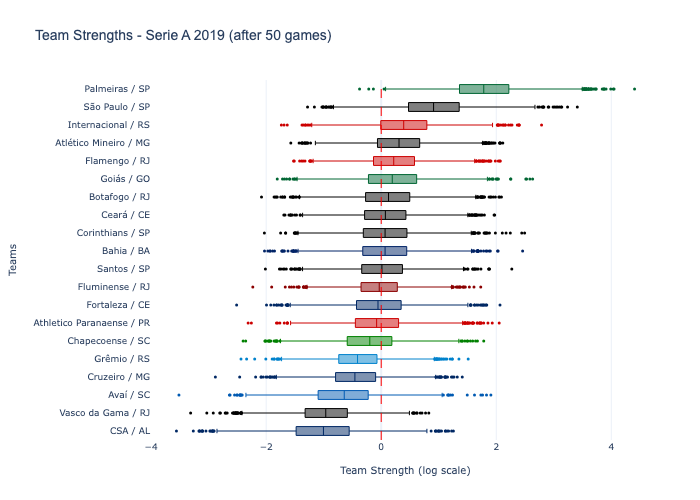 Team Strengths - Serie A 2019 (after 50 games)
Palmeiras / SP
São Paulo / SP
Internacional / RS
Atlético Mineiro / MG
Flamengo / RJ
Goiás / GO
Botafogo / RJ
Ceará / CE
Corinthians / SP
Bahia / BA
Santos / SP
Fluminense / RJ
Fortaleza / CE
Athletico Paranaense / PR
Chapecoense / SC
Grêmio / RS
Cruzeiro / MG
Avaí / SC
Vasco da Gama / RJ
CSA / AL
Teams
−4 −2 0 2 4
Team Strength (log scale)